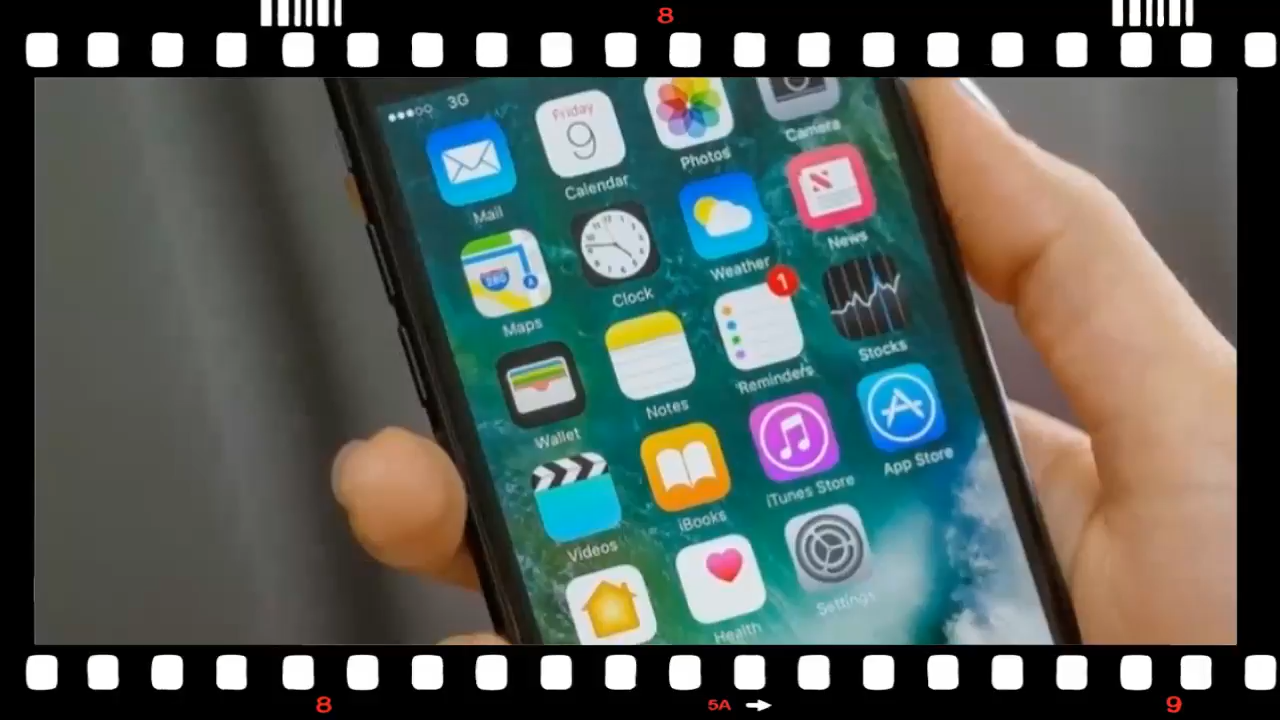 8
3G
Friday
9
Mail
Calendar
Photos
Camera
280
Maps
Clock
Weather
News
1
Wallet
Notes
Reminders
Stocks
Videos
iBooks
iTunes Store
App Store
Health
Settings
8
5A
9